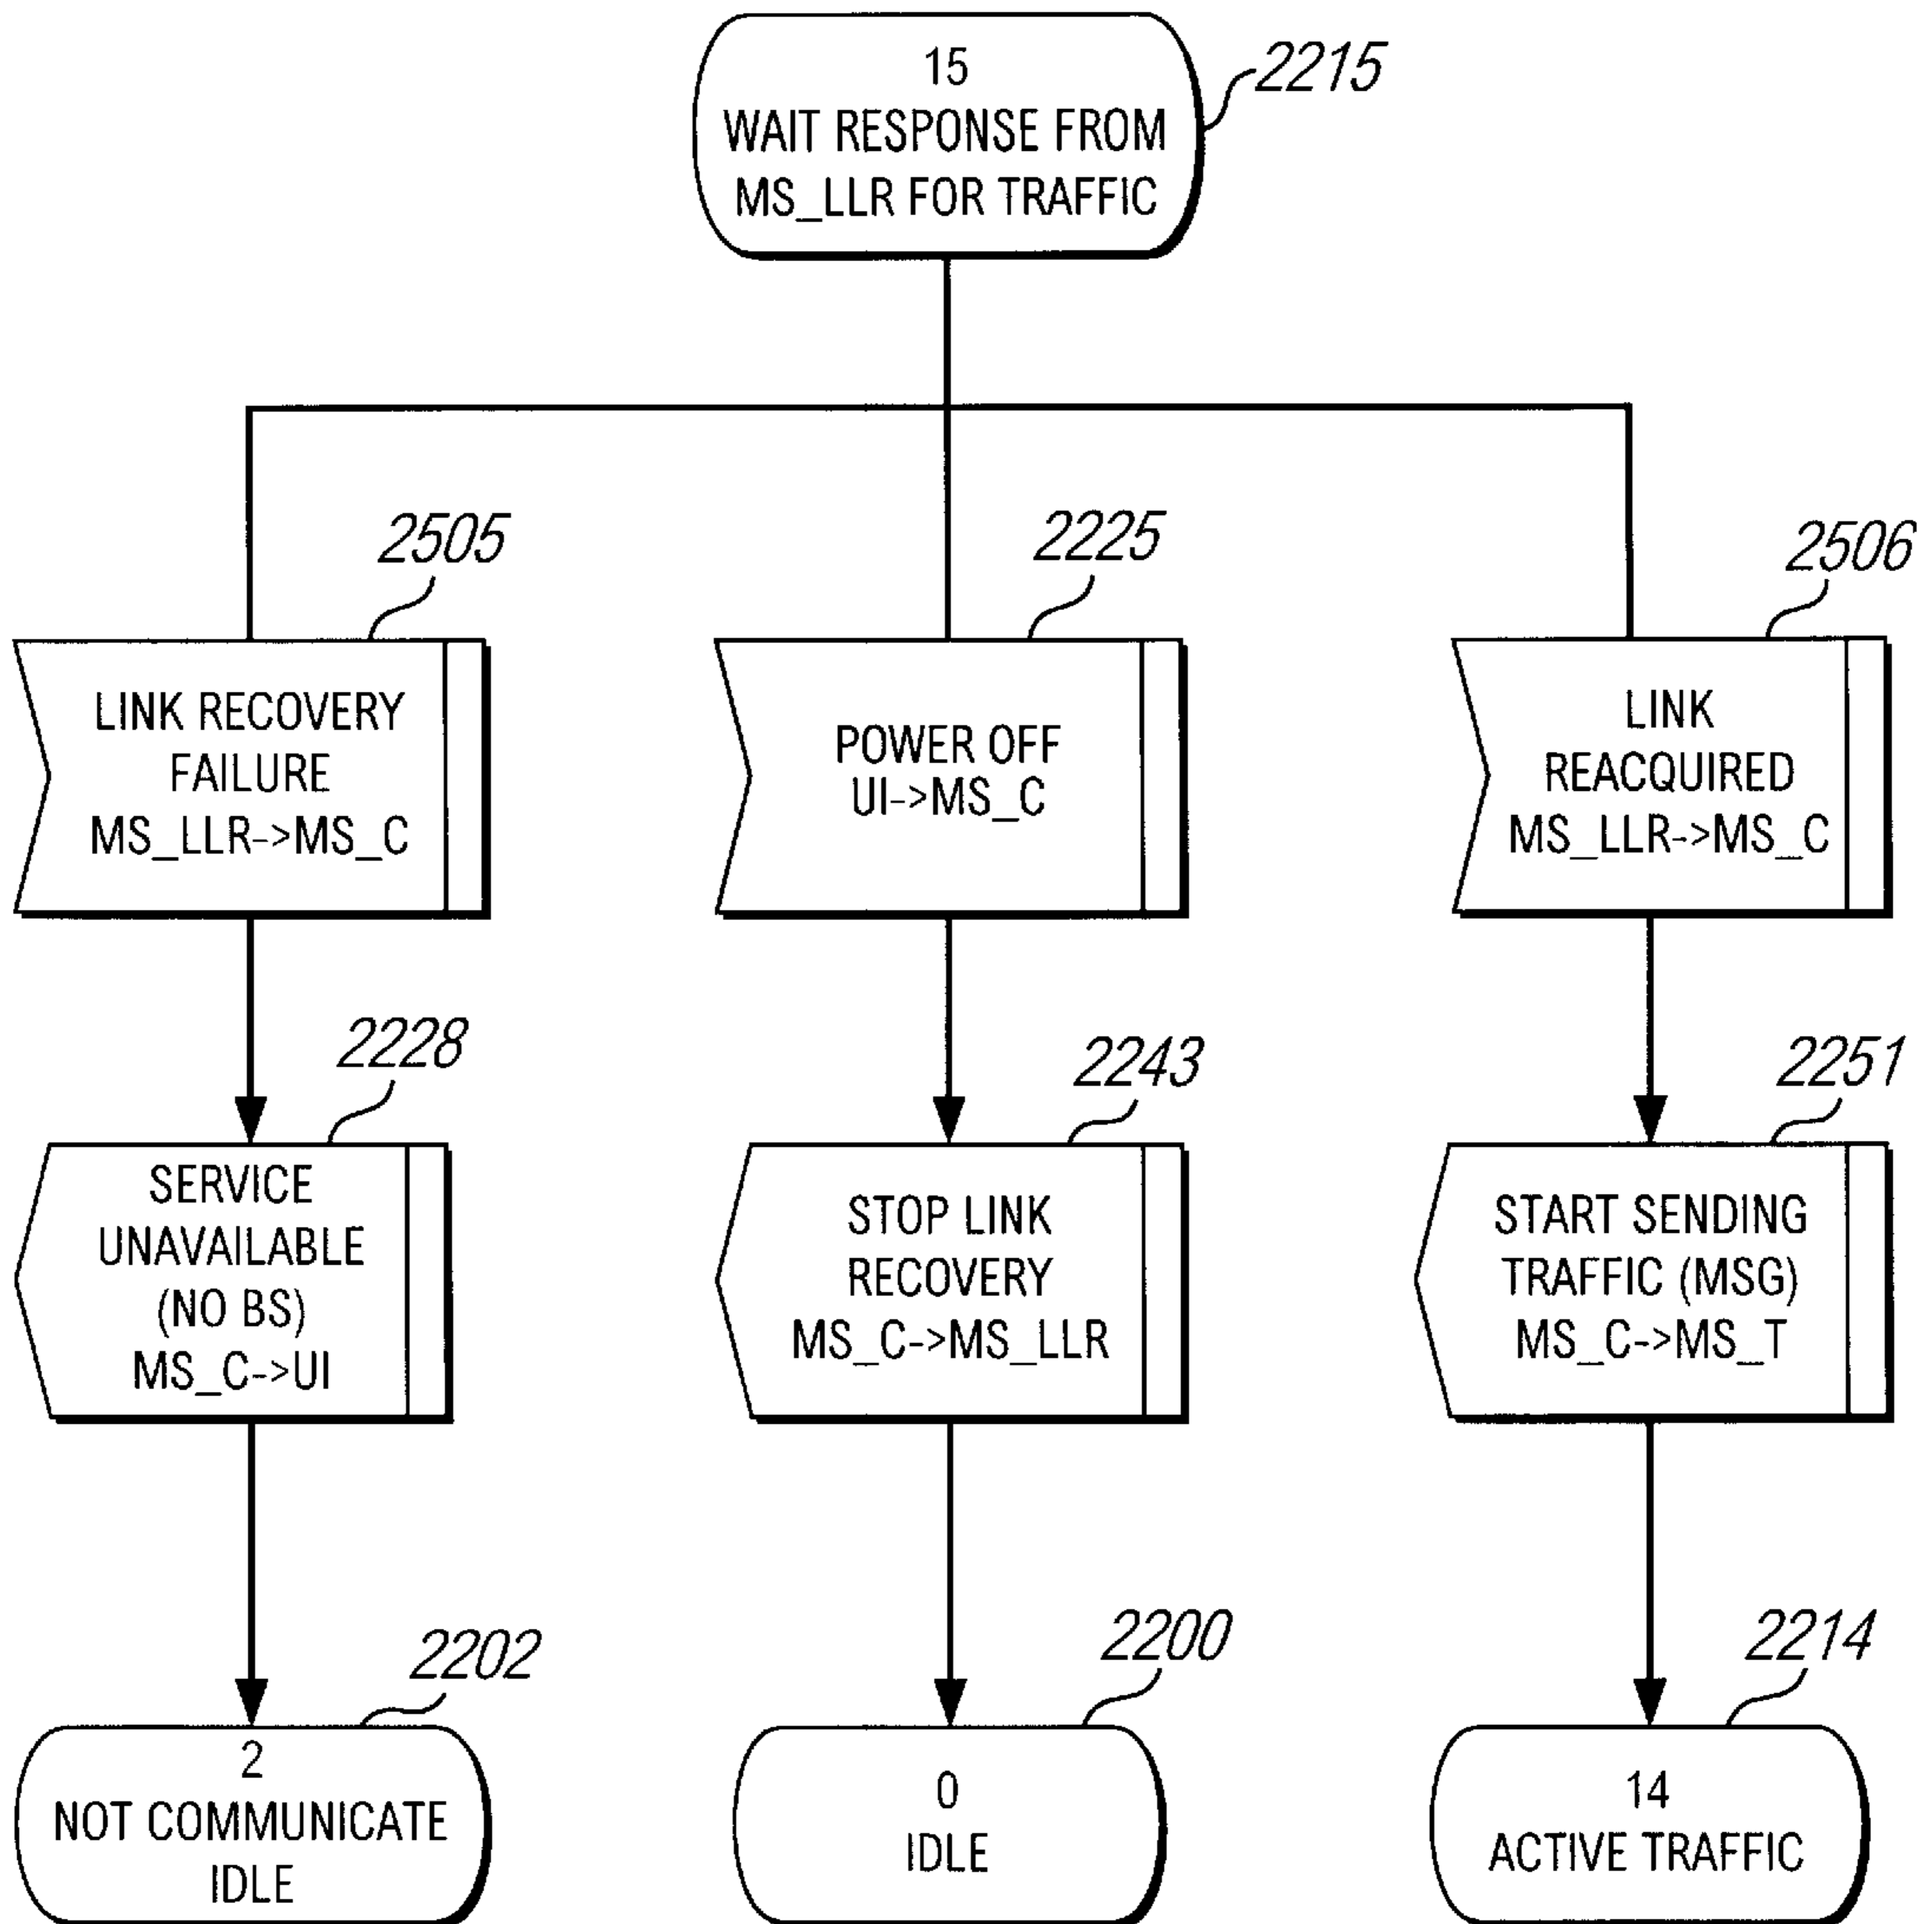 15
WAIT RESPONSE FROM
MS_LLR FOR TRAFFIC
2215
2505
LINK RECOVERY
FAILURE
MS_LLR->MS_C
2225
POWER OFF
UI->MS_C
2506
LINK
REACQUIRED
MS_LLR->MS_C
2228
SERVICE
UNAVAILABLE
(NO BS)
MS_C->UI
2243
STOP LINK
RECOVERY
MS_C->MS_LLR
2251
START SENDING
TRAFFIC (MSG)
MS_C->MS_T
2202
2
NOT COMMUNICATE
IDLE
2200
0
IDLE
2214
14
ACTIVE TRAFFIC